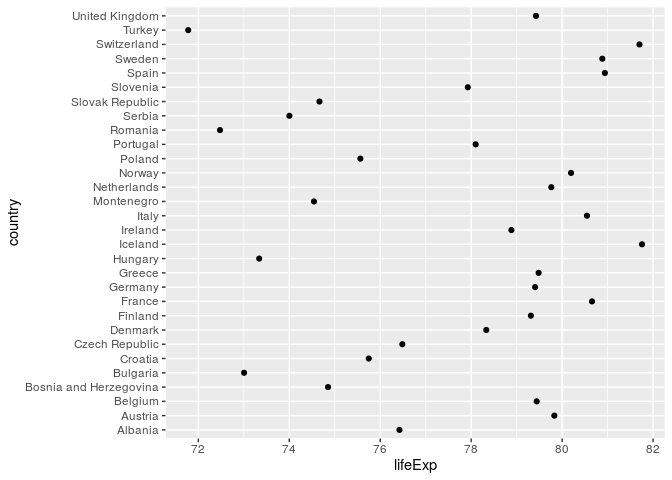 United Kingdom
Turkey
Switzerland
Sweden
Spain
Slovenia
Slovak Republic
Serbia
Romania
Portugal
Poland
Norway
Netherlands
Montenegro
Italy
Ireland
Iceland
Hungary
Greece
Germany
France
Finland
Denmark
Czech Republic
Croatia
Bulgaria
Bosnia and Herzegovina
Belgium
Austria
Albania
country
72 74 76 78 80 82
lifeExp